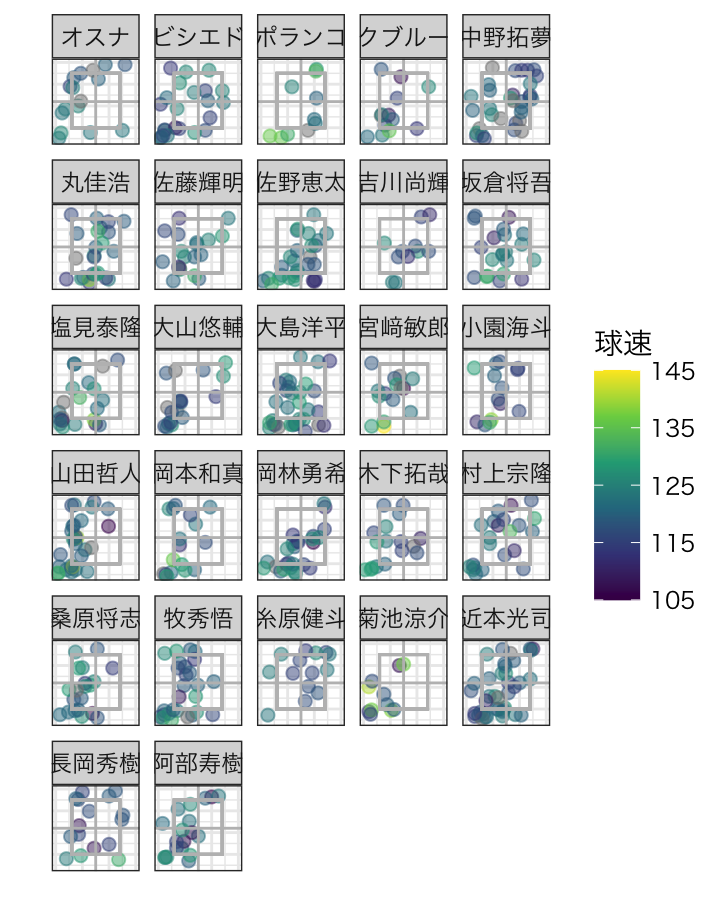 オスナ
ビシエド
ポランコ
クブルー
中野拓夢
丸佳浩
佐藤輝明
佐野恵太
吉川尚輝
坂倉将吾
塩見泰隆
大山悠輔
大島洋平
宮﨑敏郎
小園海斗
山田哲人
岡本和真
岡林勇希
木下拓哉
村上宗隆
桑原将志
牧秀悟
糸原健斗
菊池涼介
近本光司
長岡秀樹
阿部寿樹
球速
145
135
125
115
105